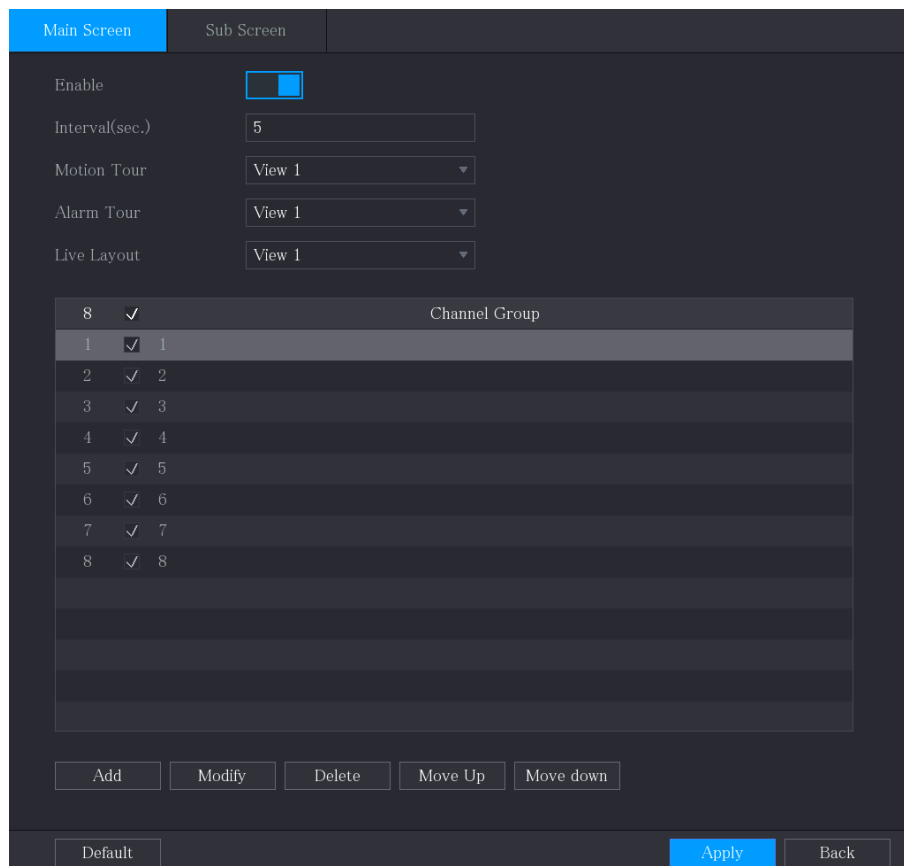 Main Screen Sub Screen
Enable
Interval(sec.) 5
Motion Tour View 1
Alarm Tour View 1
Live Layout View 1
8 Channel Group
1 1
2 2
3 3
4 4
5 5
6 6
7 7
8 8
Add Modify Delete Move Up Move down
Default Apply Back